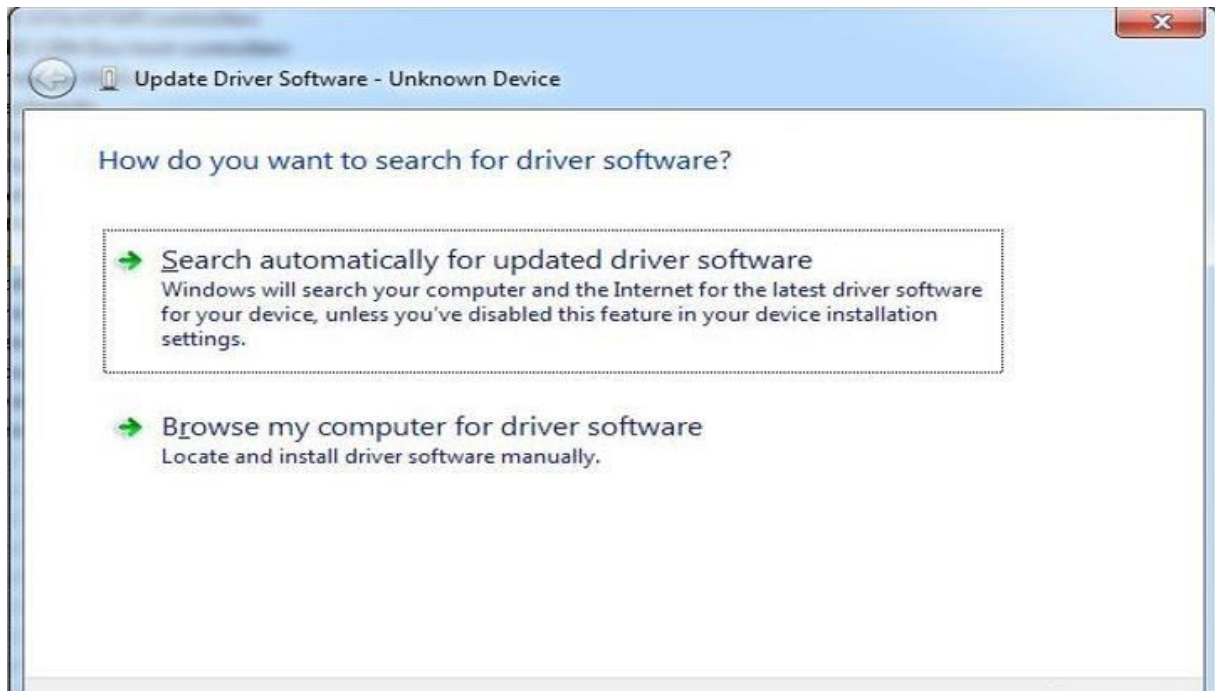 Update Driver Software - Unknown Device
How do you want to search for driver software?
Search automatically for updated driver software
Windows will search your computer and the Internet for the latest driver software
for your device, unless you've disabled this feature in your device installation
settings.
Browse my computer for driver software
Locate and install driver software manually.